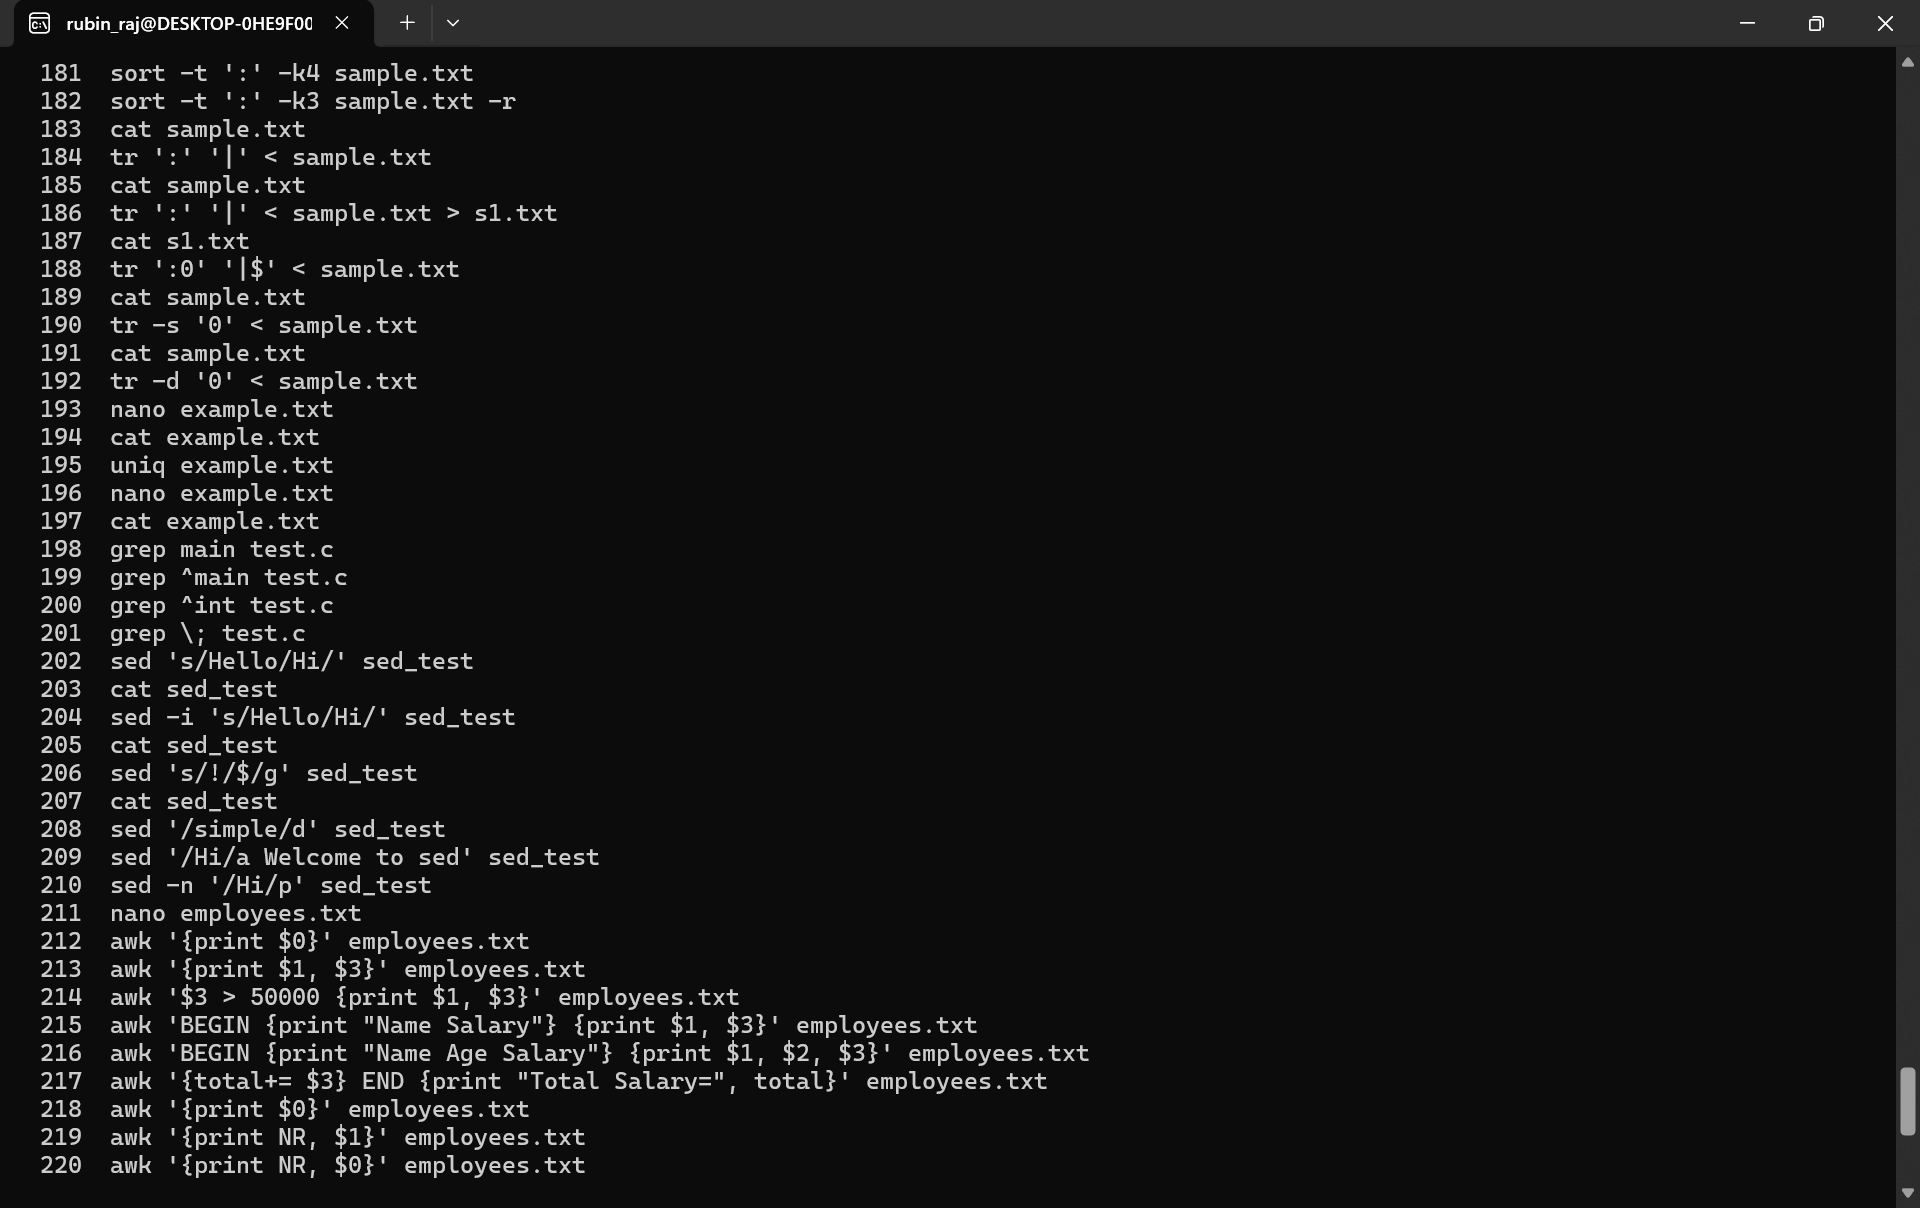 rubin_raj@DESKTOP-0HE9F00
181 sort -t ':' -k4 sample.txt
182 sort -t ':' -k3 sample.txt -r
183 cat sample.txt
184 tr ':' '|' < sample.txt
185 cat sample.txt
186 tr ':' '|' < sample.txt > s1.txt
187 cat s1.txt
188 tr ':0' '|$' < sample.txt
189 cat sample.txt
190 tr -s '0' < sample.txt
191 cat sample.txt
192 tr -d '0' < sample.txt
193 nano example.txt
194 cat example.txt
195 uniq example.txt
196 nano example.txt
197 cat example.txt
198 grep main test.c
199 grep ^main test.c
200 grep ^int test.c
201 grep \; test.c
202 sed 's/Hello/Hi/' sed_test
203 cat sed_test
204 sed -i 's/Hello/Hi/' sed_test
205 cat sed_test
206 sed 's/!/$/g' sed_test
207 cat sed_test
208 sed '/simple/d' sed_test
209 sed '/Hi/a Welcome to sed' sed_test
210 sed -n '/Hi/p' sed_test
211 nano employees.txt
212 awk '{print $0}' employees.txt
213 awk '{print $1, $3}' employees.txt
214 awk '$3 > 50000 {print $1, $3}' employees.txt
215 awk 'BEGIN {print "Name Salary"} {print $1, $3}' employees.txt
216 awk 'BEGIN {print "Name Age Salary"} {print $1, $2, $3}' employees.txt
217 awk '{total+= $3} END {print "Total Salary=", total}' employees.txt
218 awk '{print $0}' employees.txt
219 awk '{print NR, $1}' employees.txt
220 awk '{print NR, $0}' employees.txt